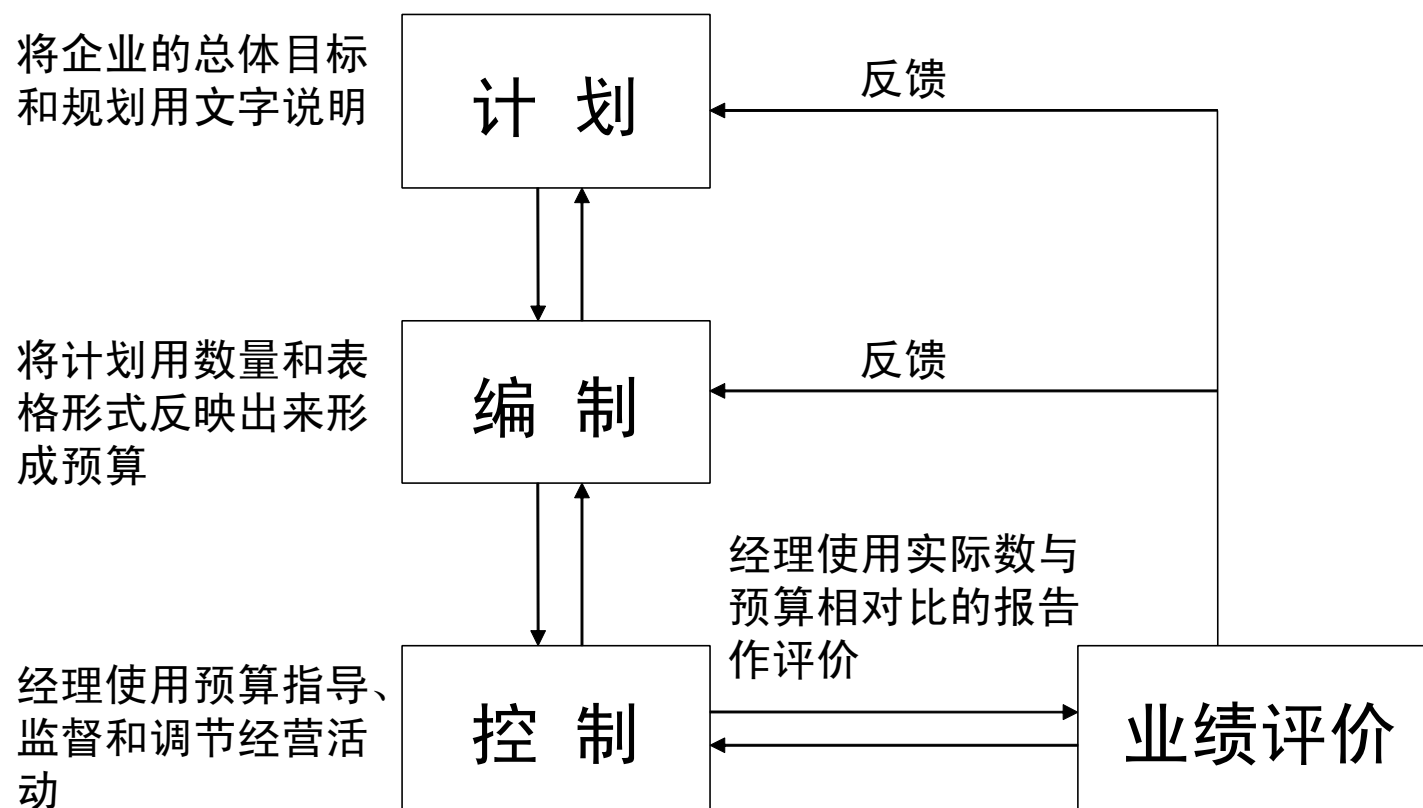 将企业的总体目标
和规划用文字说明
计 划
反馈
将计划用数量和表
格形式反映出来形
成预算
编 制
反馈
经理使用实际数与
预算相对比的报告
作评价
经理使用预算指导、
监督和调节经营活
动
控 制
业绩评价